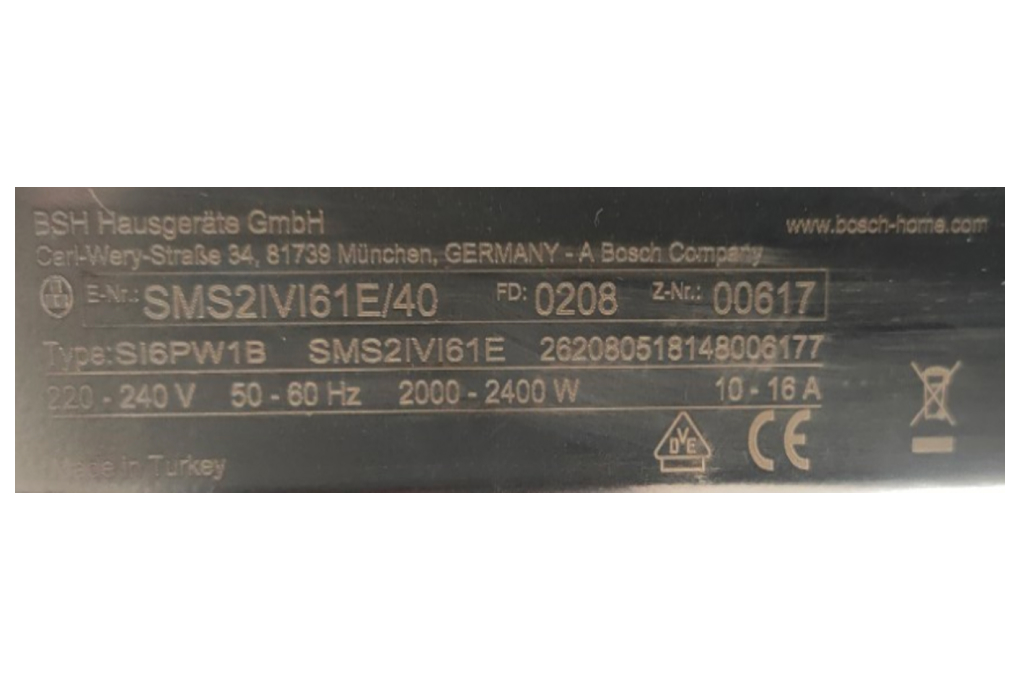 BSH Hausgeräte GmbH www.bosch-home.com
Carl-Wery-Straße 34, 81739 München, GERMANY - A Bosch Company
E-Nr.: SMS2IVI61E/40 FD: 0208 Z-Nr.: 00617
Type: SI6PW1B SMS2IVI61E 262080518148006177
220 - 240 V 50 - 60 Hz 2000 - 2400 W 10 - 16 A
DVE CE
Made in Turkey